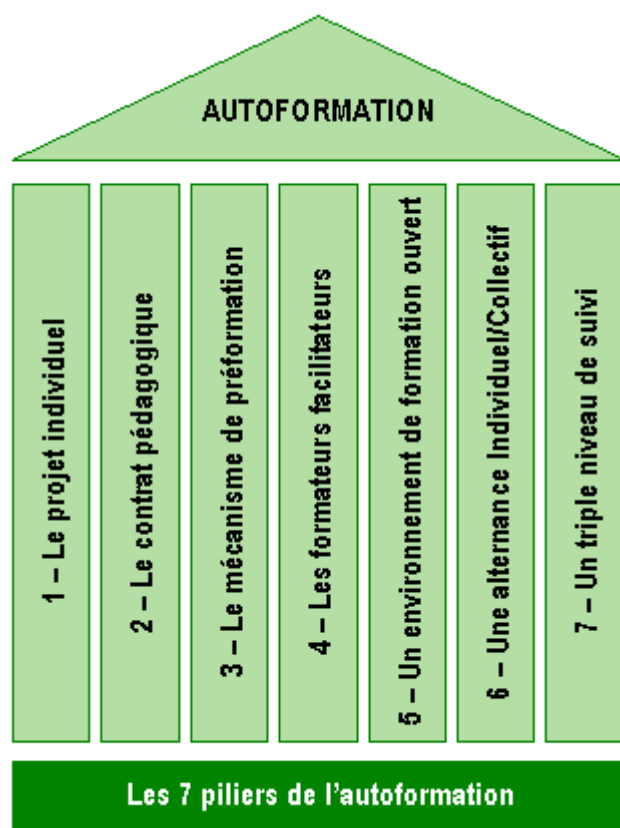 AUTOFORMATION
1 – Le projet individuel
2 – Le contrat pédagogique
3 – Le mécanisme de préformation
4 – Les formateurs facilitateurs
5 – Un environnement de formation ouvert
6 – Une alternance Individuel/Collectif
7 – Un triple niveau de suivi
Les 7 piliers de l'autoformation